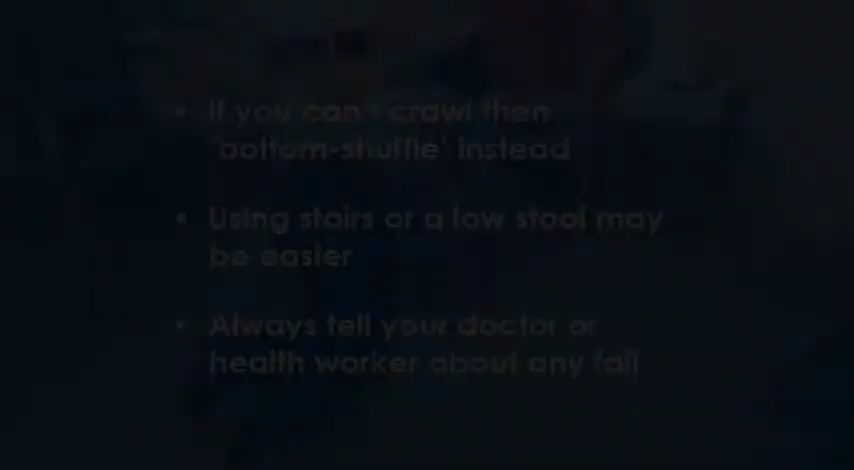 • If you can't crawl then
'bottom-shuffle' instead
• Using stairs or a low stool may
be easier
• Always tell your doctor or
health worker about any fall